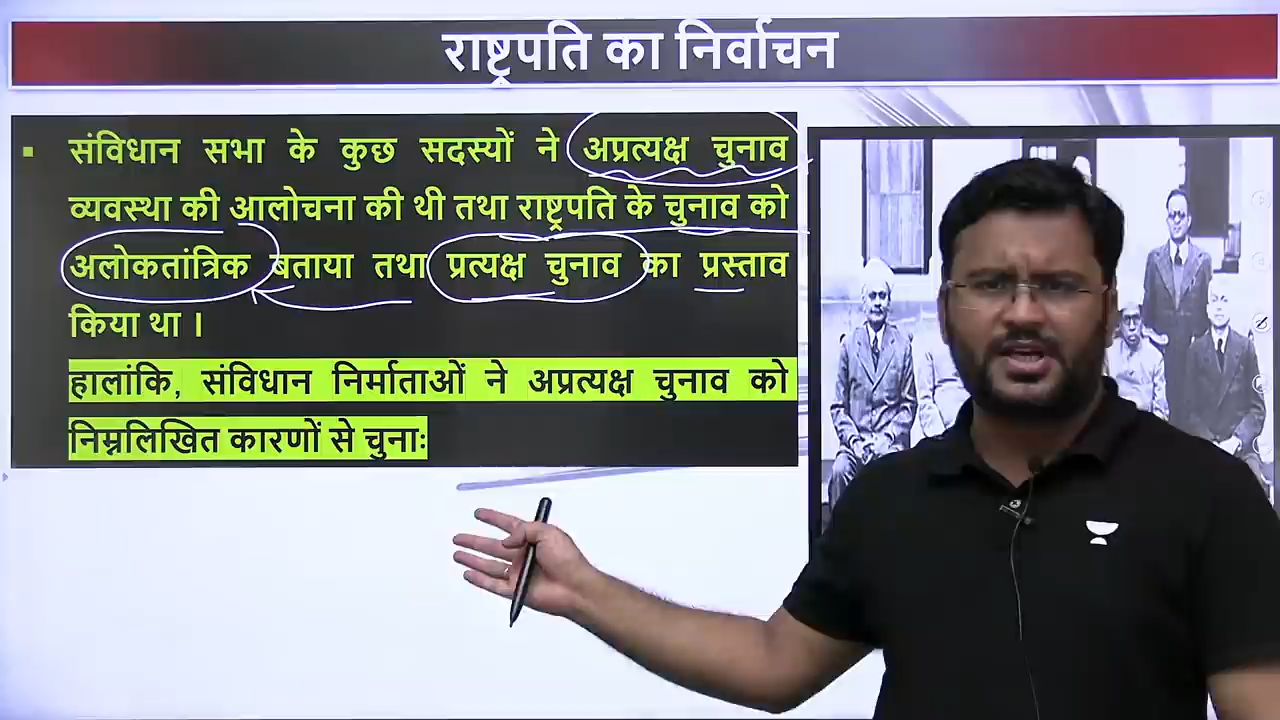 राष्ट्रपति का निर्वाचन
संविधान सभा के कुछ सदस्यों ने अप्रत्यक्ष चुनाव
व्यवस्था की आलोचना की थी तथा राष्ट्रपति के चुनाव को
अलोकतांत्रिक बताया तथा प्रत्यक्ष चुनाव का प्रस्ताव
किया था ।
हालांकि, संविधान निर्माताओं ने अप्रत्यक्ष चुनाव को
निम्नलिखित कारणों से चुनाः